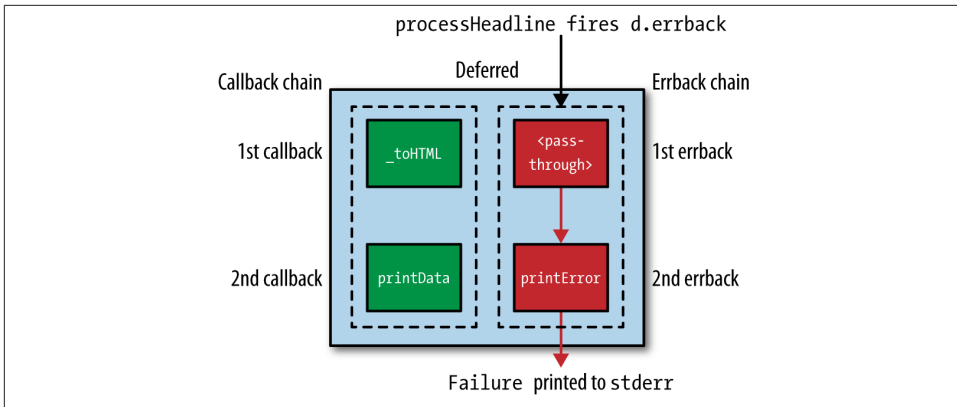 processHeadline fires d.errback
Deferred
Callback chain
Errback chain
1st callback
_toHTML
<pass-
through>
1st errback
2nd callback
printData
printError
2nd errback
Failure printed to stderr